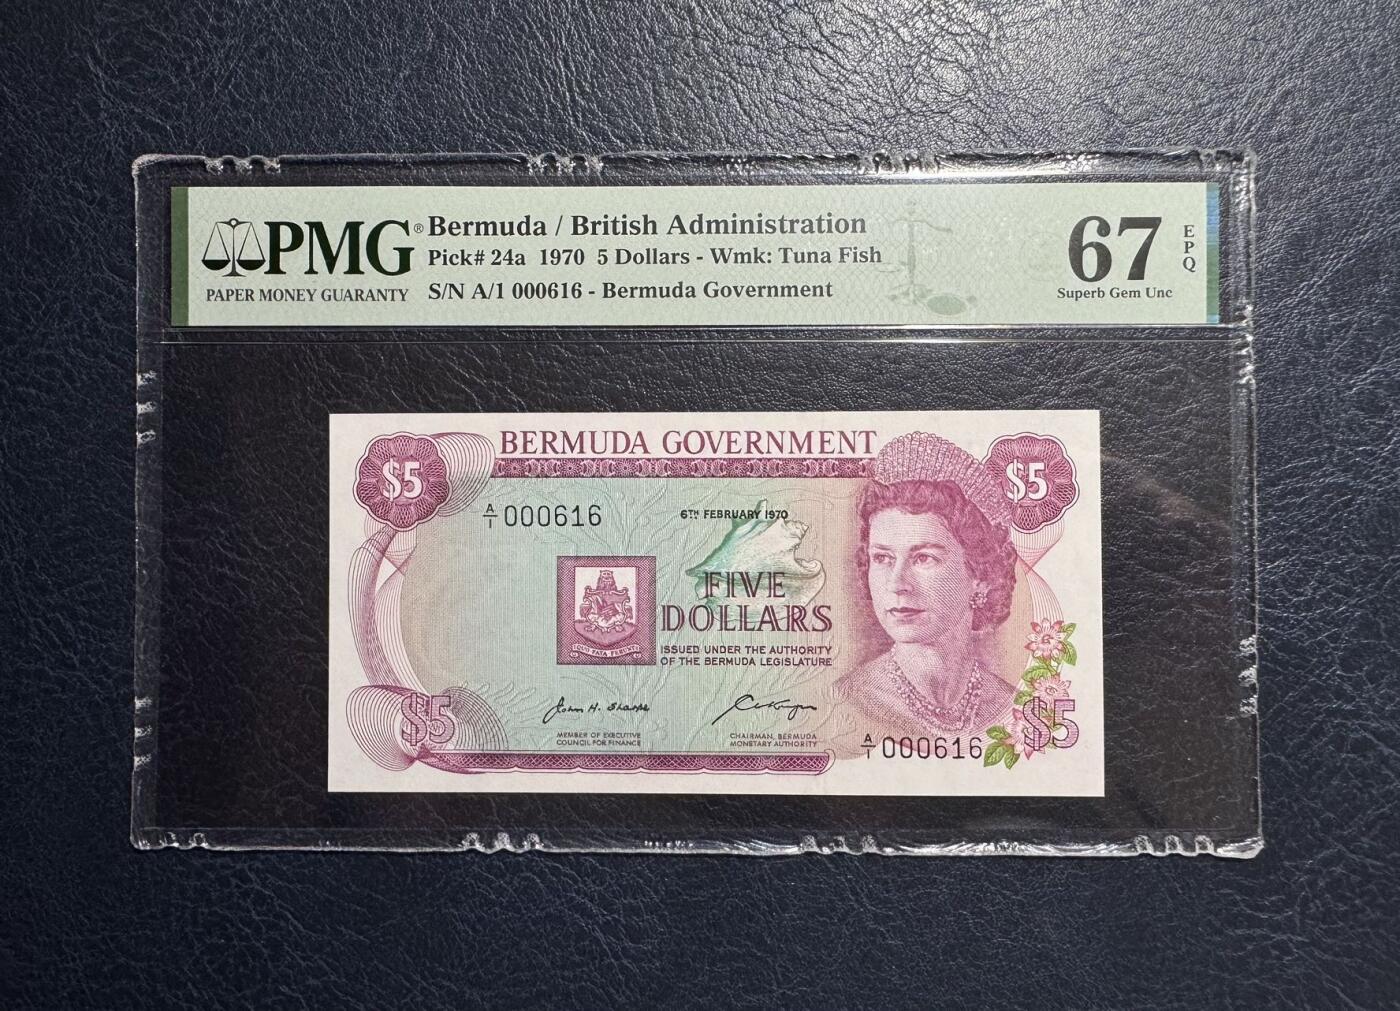 PMG®
PAPER MONEY GUARANTY
Bermuda / British Administration
Pick# 24a 1970 5 Dollars - Wmk: Tuna Fish
S/N A/1 000616 - Bermuda Government
67
EPQ
Superb Gem Unc
BERMUDA GOVERNMENT
$5
$5
A/1 000616
6TH FEBRUARY 1970
FIVE
DOLLARS
QUO FATA FERUNT
ISSUED UNDER THE AUTHORITY
OF THE BERMUDA LEGISLATURE
John H. Sharpe
MEMBER OF EXECUTIVE
COUNCIL FOR FINANCE
CHAIRMAN, BERMUDA
MONETARY AUTHORITY
$5
$5
A/1 000616